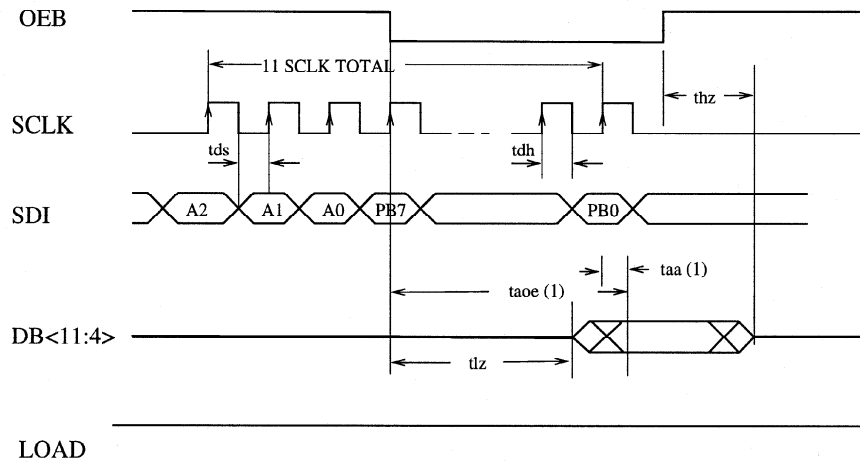 OEB
11 SCLK TOTAL
thz
SCLK
tds
tdh
SDI
A2 A1 A0 PB7 PB0
taa (1)
taoe (1)
DB<11:4>
tlz
LOAD